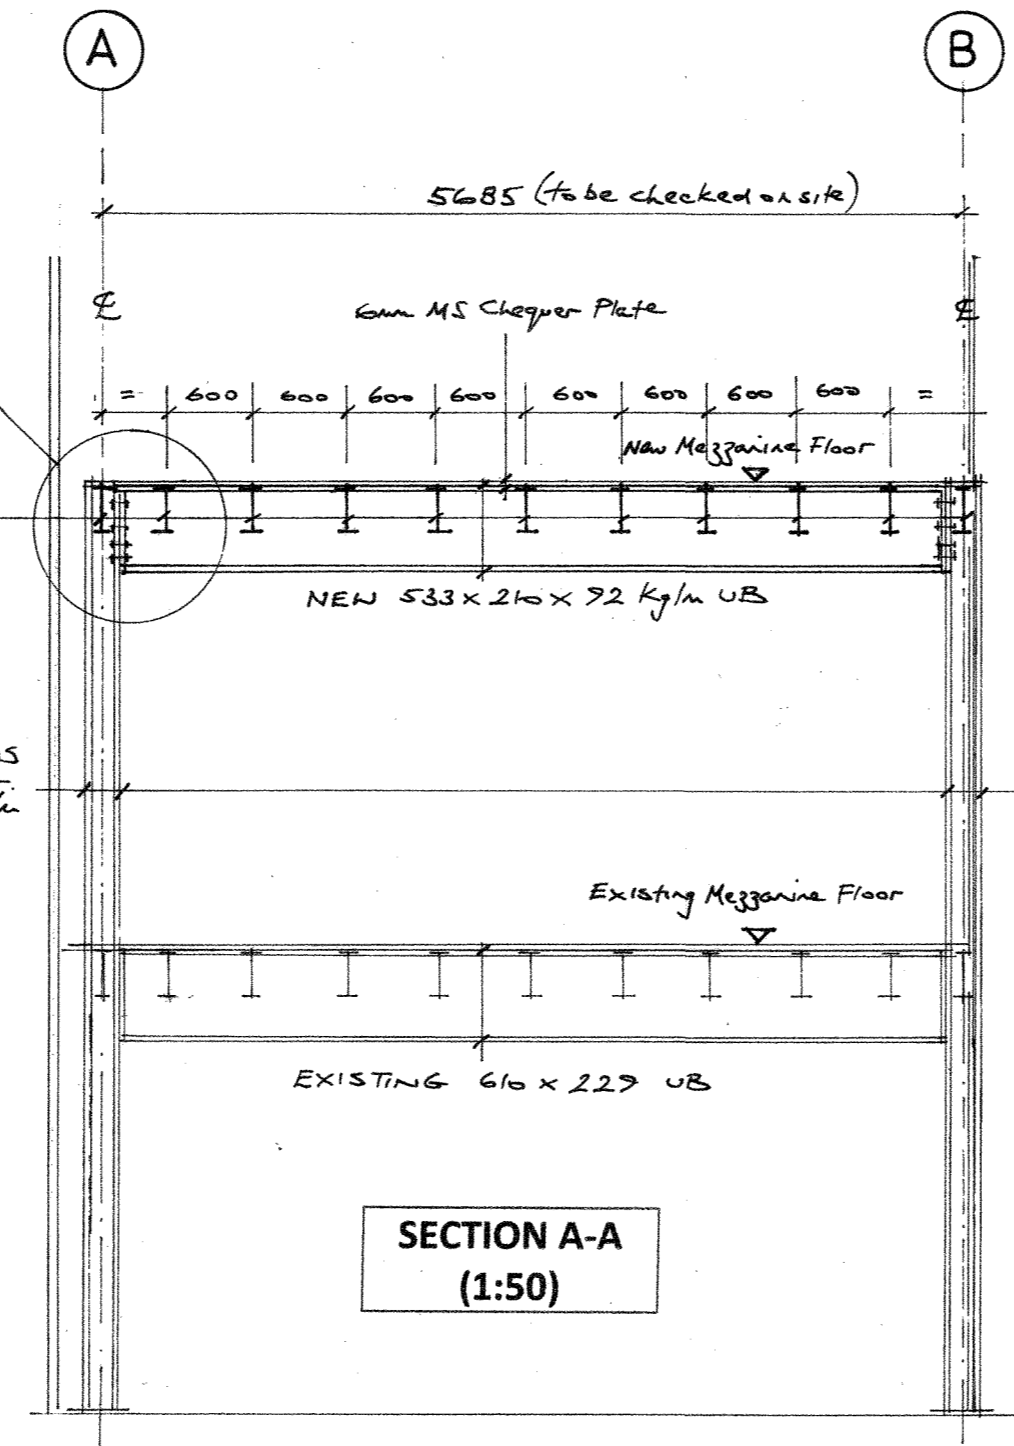 A B
5685 (to be checked on site)
℄ ℄
6mm MS Chequer Plate
= 600 600 600 600 600 600 600 600 =
New Mezzanine Floor
NEW 533 x 210 x 92 Kg/m UB
Existing Mezzanine Floor
EXISTING 610 x 229 UB
SECTION A-A
(1:50)